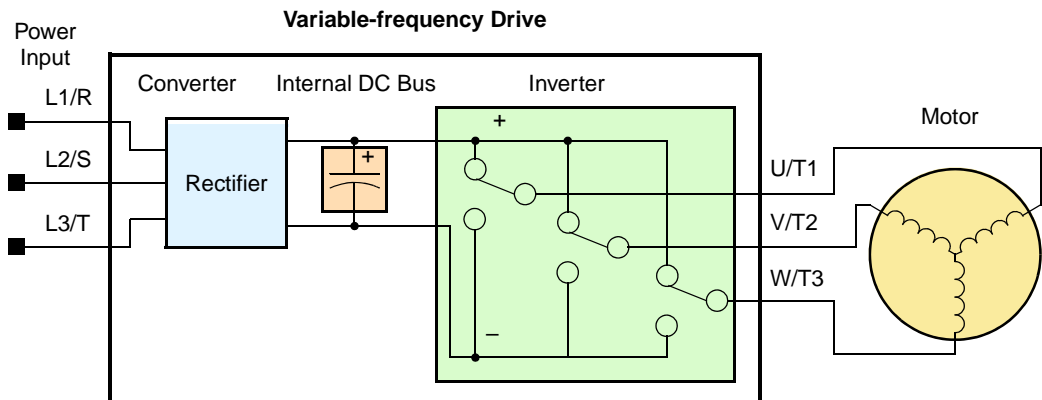 Variable-frequency Drive
Power
Input
Converter
Internal DC Bus
Inverter
L1/R
L2/S
L3/T
Rectifier
+
+
–
U/T1
V/T2
W/T3
Motor